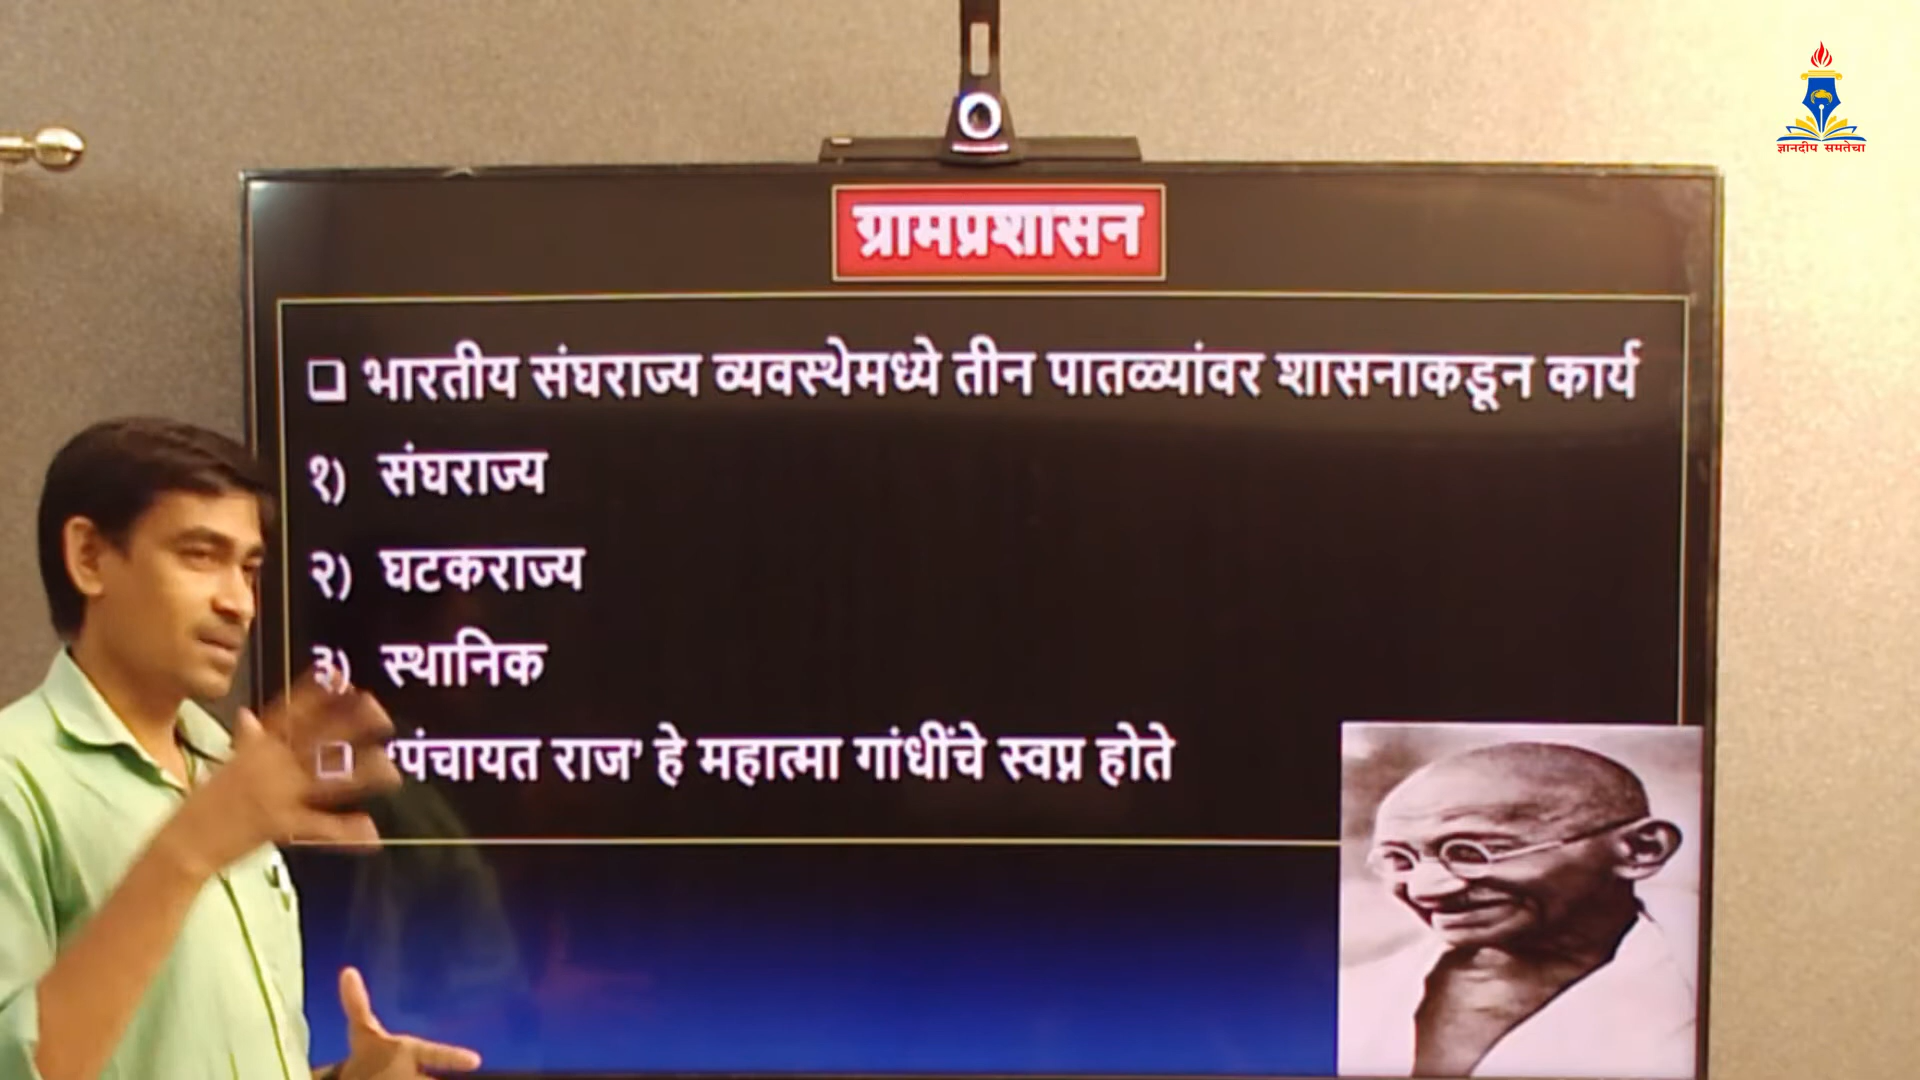 ज्ञानदीप समतेचा
ग्रामप्रशासन
❑ भारतीय संघराज्य व्यवस्थेमध्ये तीन पातळ्यांवर शासनाकडून कार्य
१) संघराज्य
२) घटकराज्य
३) स्थानिक
❑ ‘पंचायत राज’ हे महात्मा गांधींचे स्वप्न होते